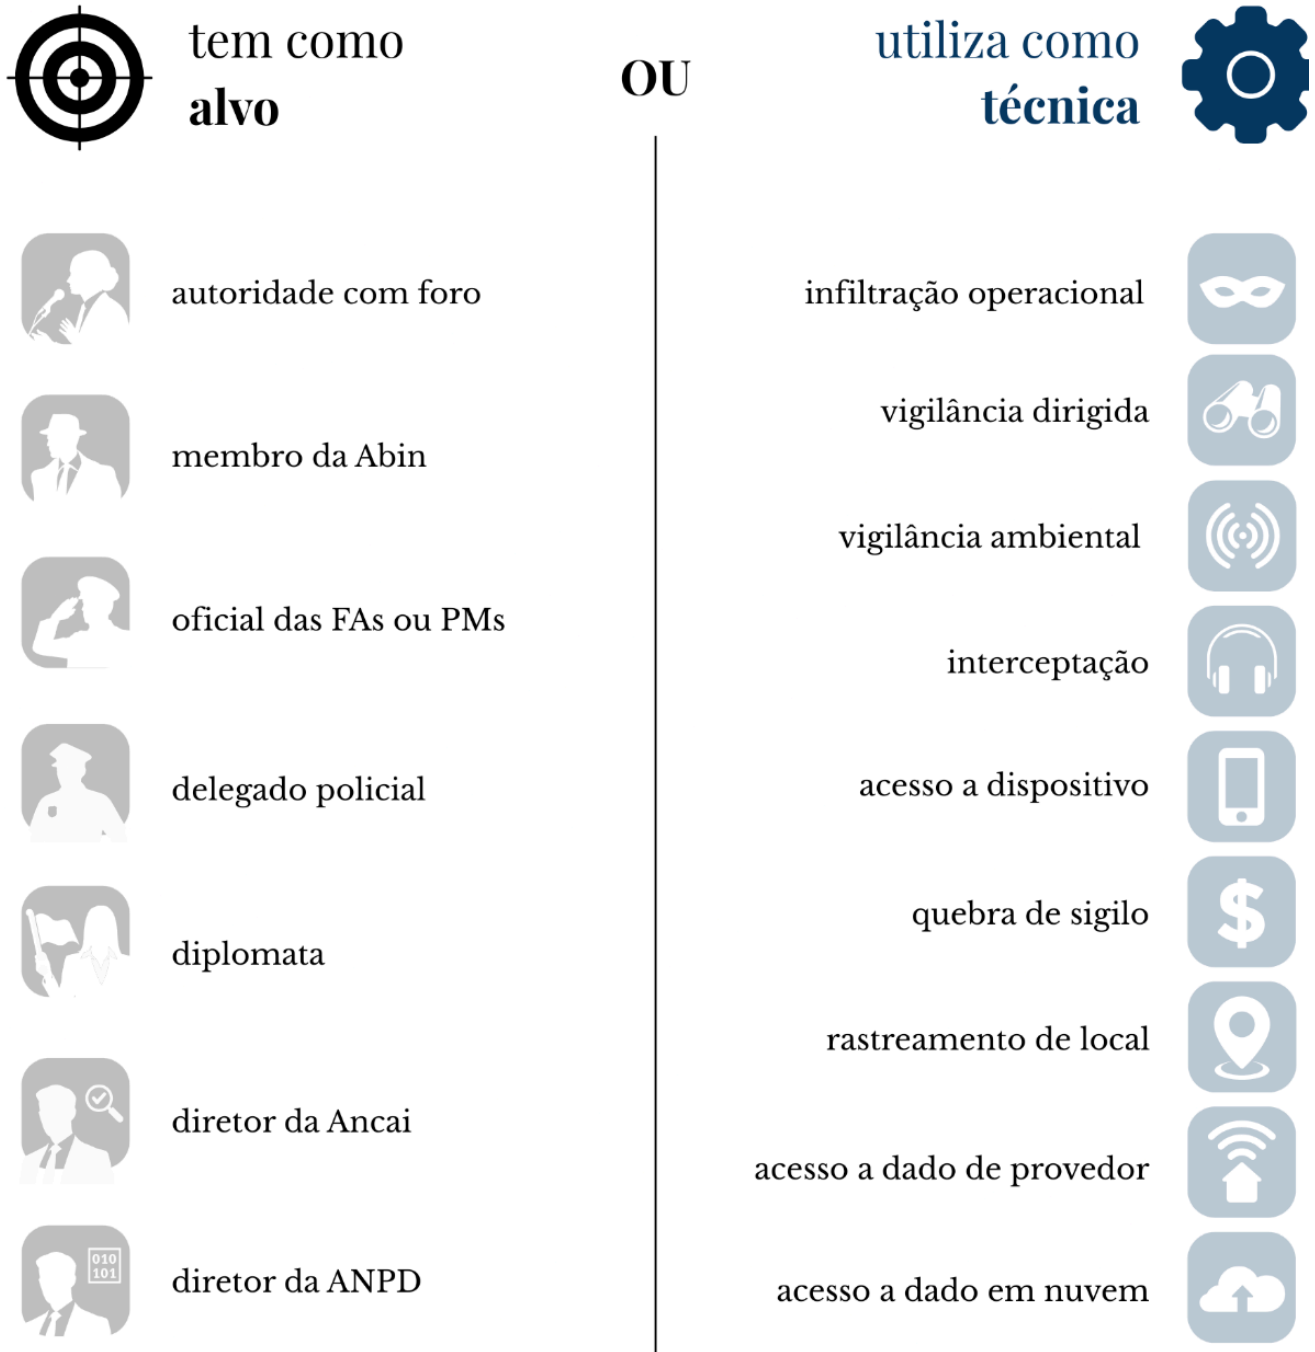 tem como
alvo
OU
utiliza como
técnica
autoridade com foro
membro da Abin
oficial das FAs ou PMs
delegado policial
diplomata
diretor da Ancai
010
101
diretor da ANPD
infiltração operacional
vigilância dirigida
vigilância ambiental
interceptação
acesso a dispositivo
quebra de sigilo
$
rastreamento de local
acesso a dado de provedor
acesso a dado em nuvem